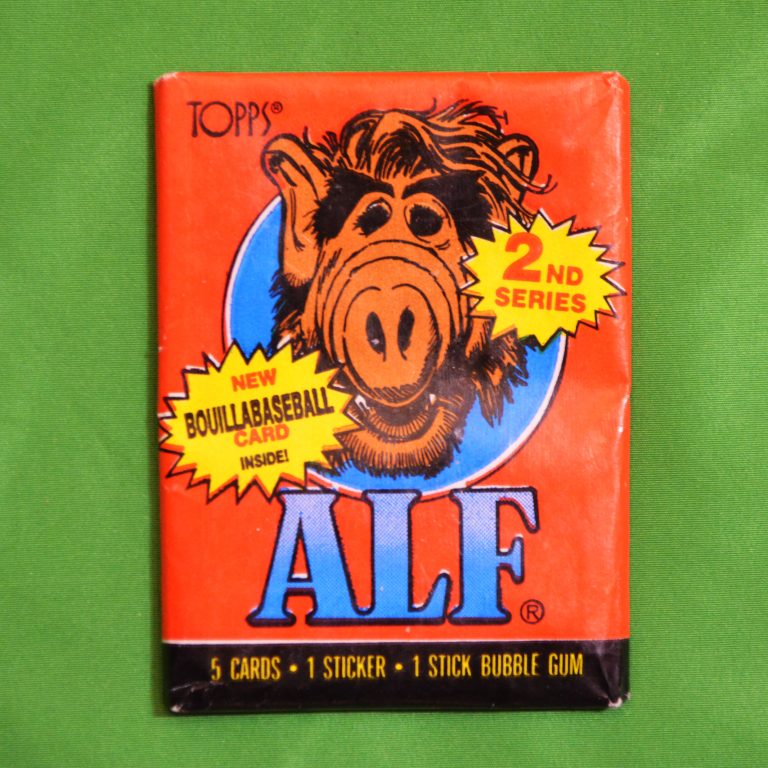 TOPPS®
2ND
SERIES
NEW
BOUILLABASEBALL
CARD
INSIDE!
ALF®
5 CARDS • 1 STICKER • 1 STICK BUBBLE GUM